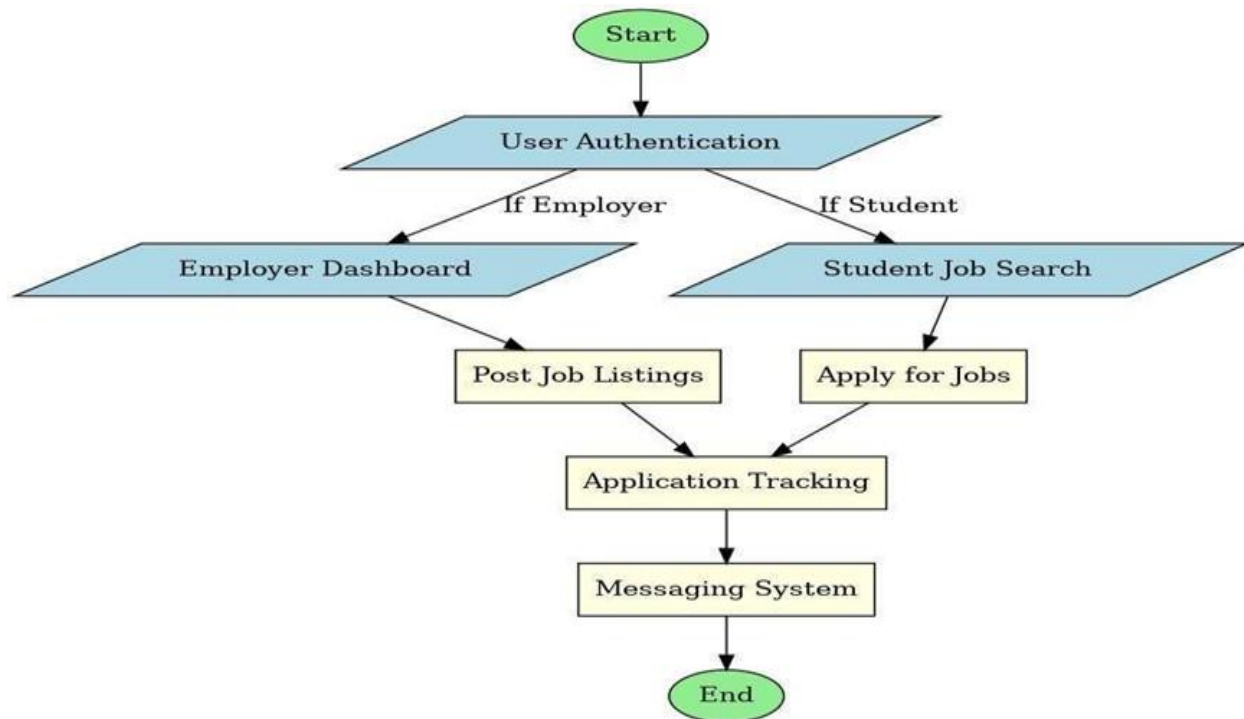 Start
User Authentication
If Employer
If Student
Employer Dashboard
Student Job Search
Post Job Listings
Apply for Jobs
Application Tracking
Messaging System
End